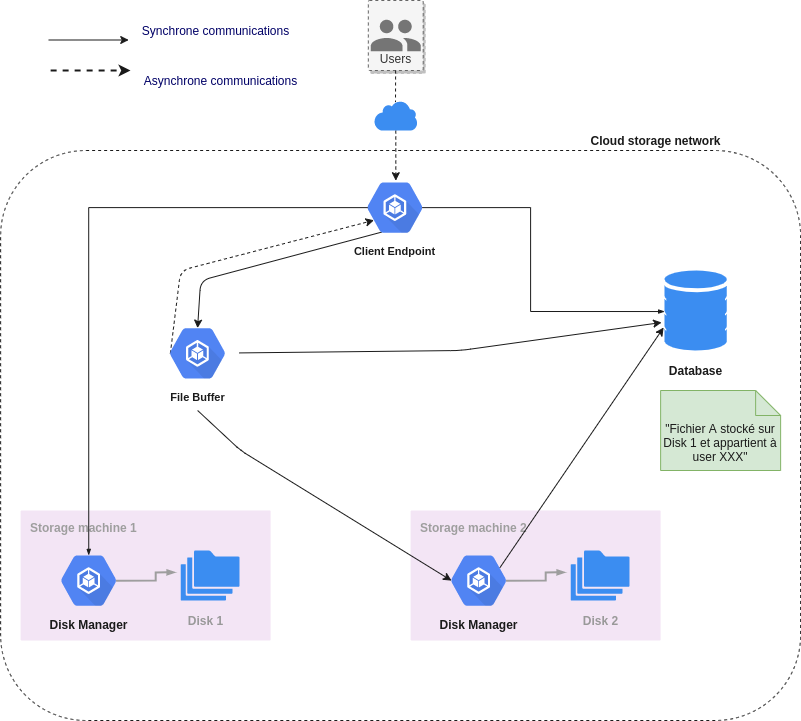 Synchrone communications
Asynchrone communications
Users
Cloud storage network
Client Endpoint
File Buffer
Database
"Fichier A stocké sur
Disk 1 et appartient à
user XXX"
Storage machine 1
Disk Manager
Disk 1
Storage machine 2
Disk Manager
Disk 2